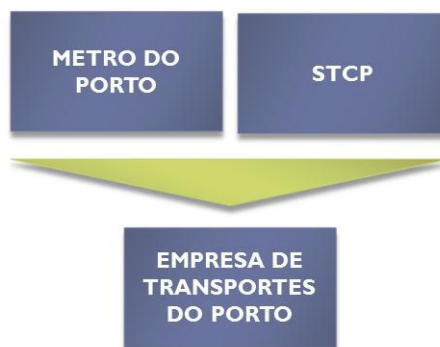 METRO DO
PORTO
STCP
EMPRESA DE
TRANSPORTES
DO PORTO